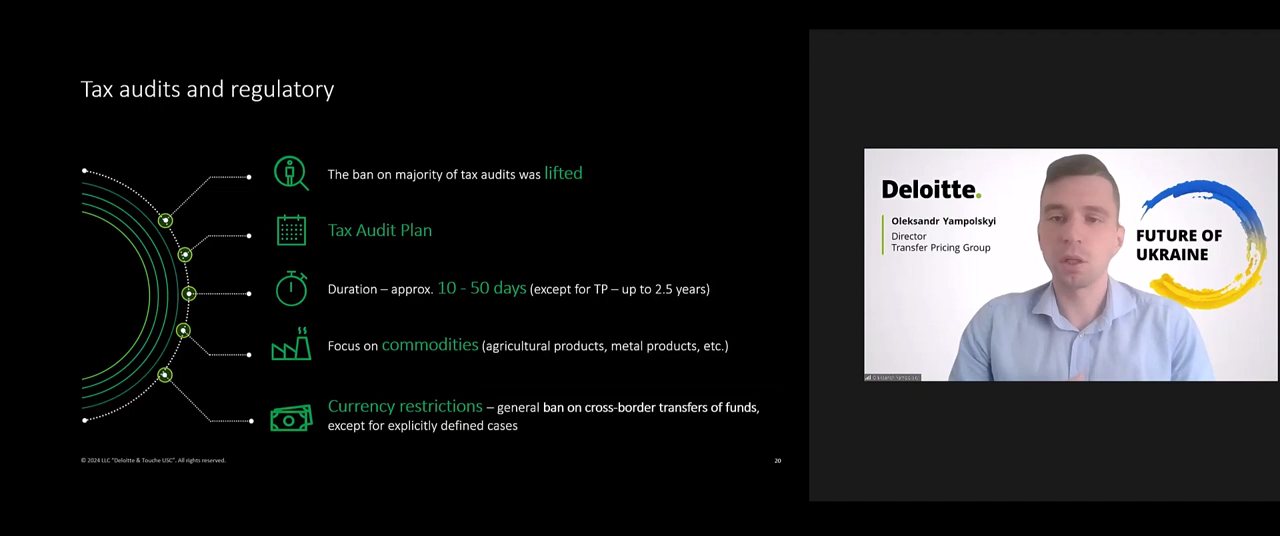 Tax audits and regulatory
The ban on majority of tax audits was lifted
Tax Audit Plan
Duration – approx. 10 - 50 days (except for TP – up to 2.5 years)
Focus on commodities (agricultural products, metal products, etc.)
Currency restrictions – general ban on cross-border transfers of funds,
except for explicitly defined cases
© 2024 LLC "Deloitte & Touche USC". All rights reserved.
20
Deloitte.
Oleksandr Yampolskyi
Director
Transfer Pricing Group
FUTURE OF
UKRAINE